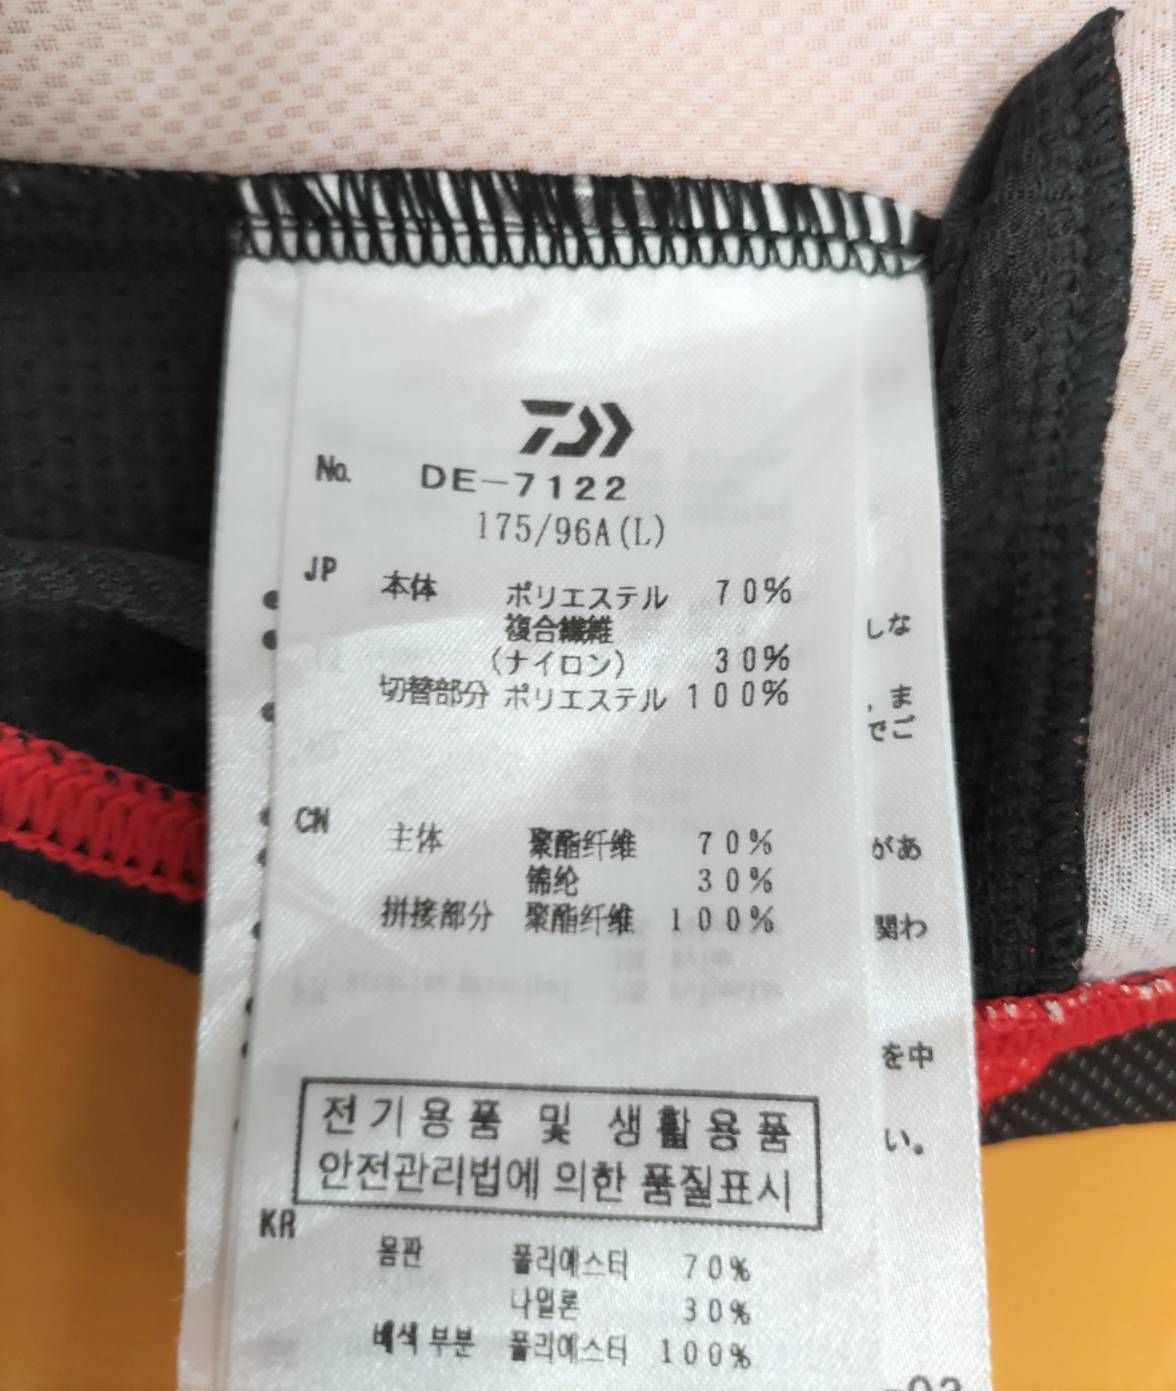 No. DE-7122
175/96A(L)
JP 本体 ポリエステル 70%
複合繊維
(ナイロン) 30%
切替部分 ポリエステル 100%
CN 主体 聚酯纤维 70%
锦纶 30%
拼接部分 聚酯纤维 100%
전기용품 및 생활용품
안전관리법에 의한 품질표시
KR 몸판 폴리에스터 70%
나일론 30%
배색 부분 폴리에스터 100%
しな
, ま
でご
があ
関わ
を中
い。